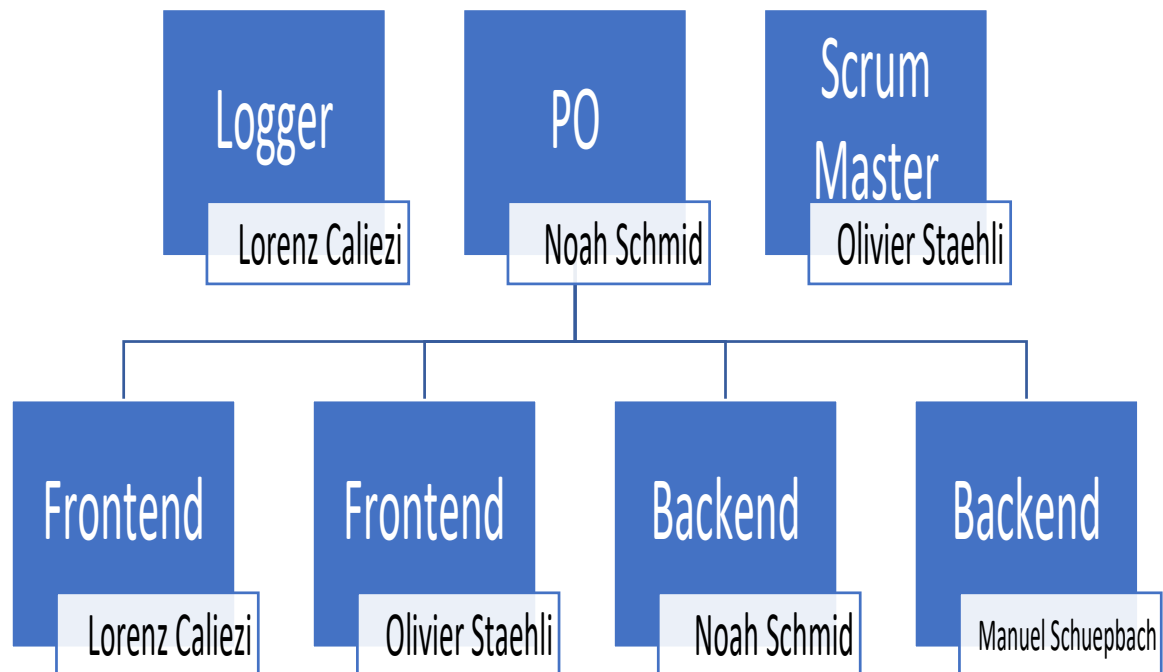 Logger
Lorenz Caliezi
PO
Noah Schmid
Scrum
Master
Olivier Staehli
Frontend
Lorenz Caliezi
Frontend
Olivier Staehli
Backend
Noah Schmid
Backend
Manuel Schuepbach